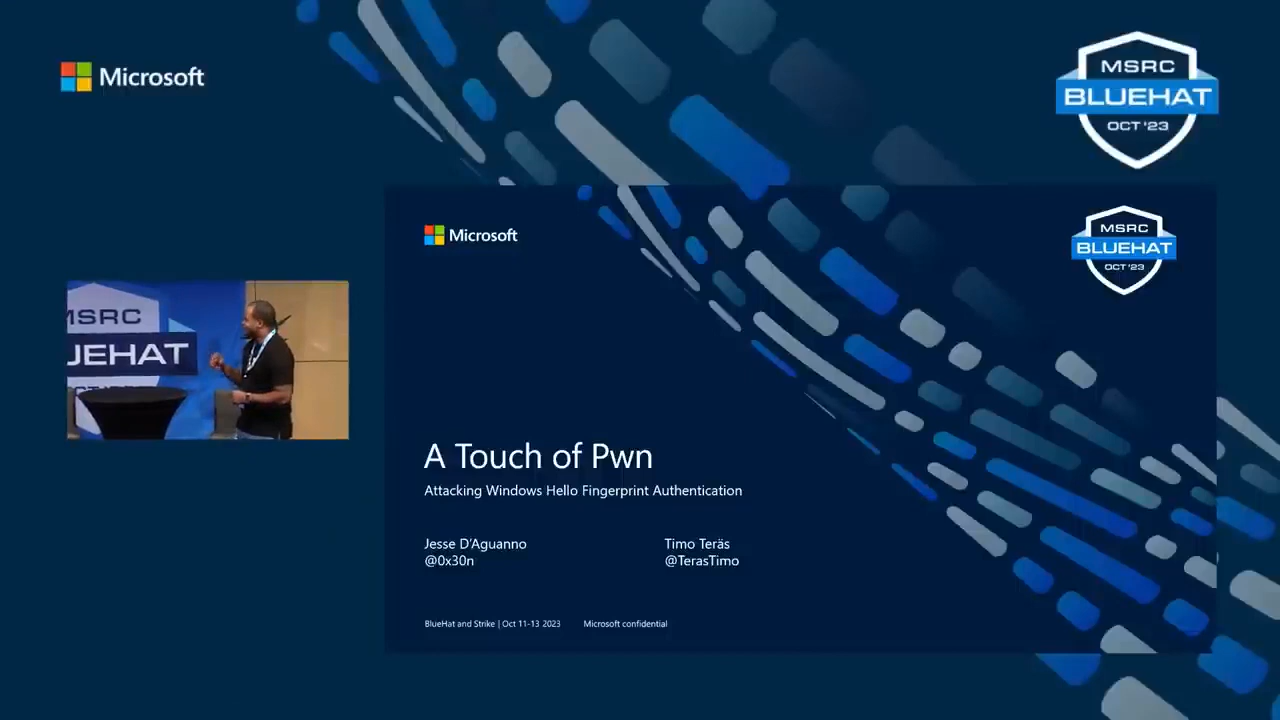 Microsoft
MSRC
BLUEHAT
OCT '23
Microsoft
MSRC
BLUEHAT
OCT '23
MSRC
UEHAT
A Touch of Pwn
Attacking Windows Hello Fingerprint Authentication
Jesse D'Aguanno
@0x30n
Timo Teräs
@TerasTimo
BlueHat and Strike | Oct 11-13 2023 Microsoft confidential